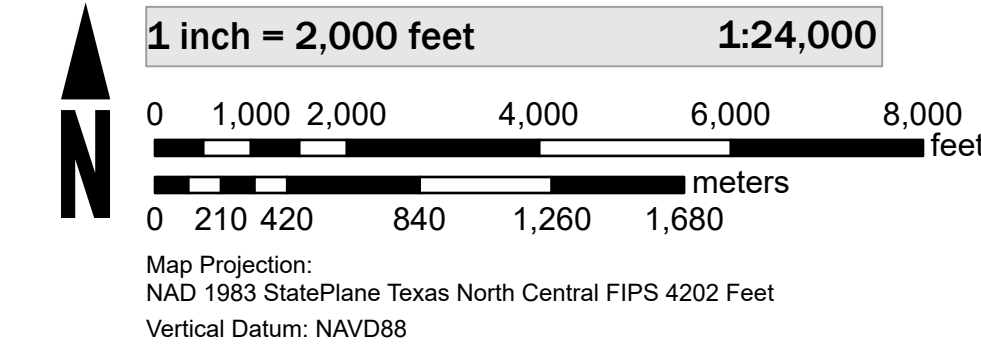 1 inch = 2,000 feet 1:24,000
0 1,000 2,000 4,000 6,000 8,000
feet
meters
0 210 420 840 1,260 1,680
N
Map Projection:
NAD 1983 StatePlane Texas North Central FIPS 4202 Feet
Vertical Datum: NAVD88